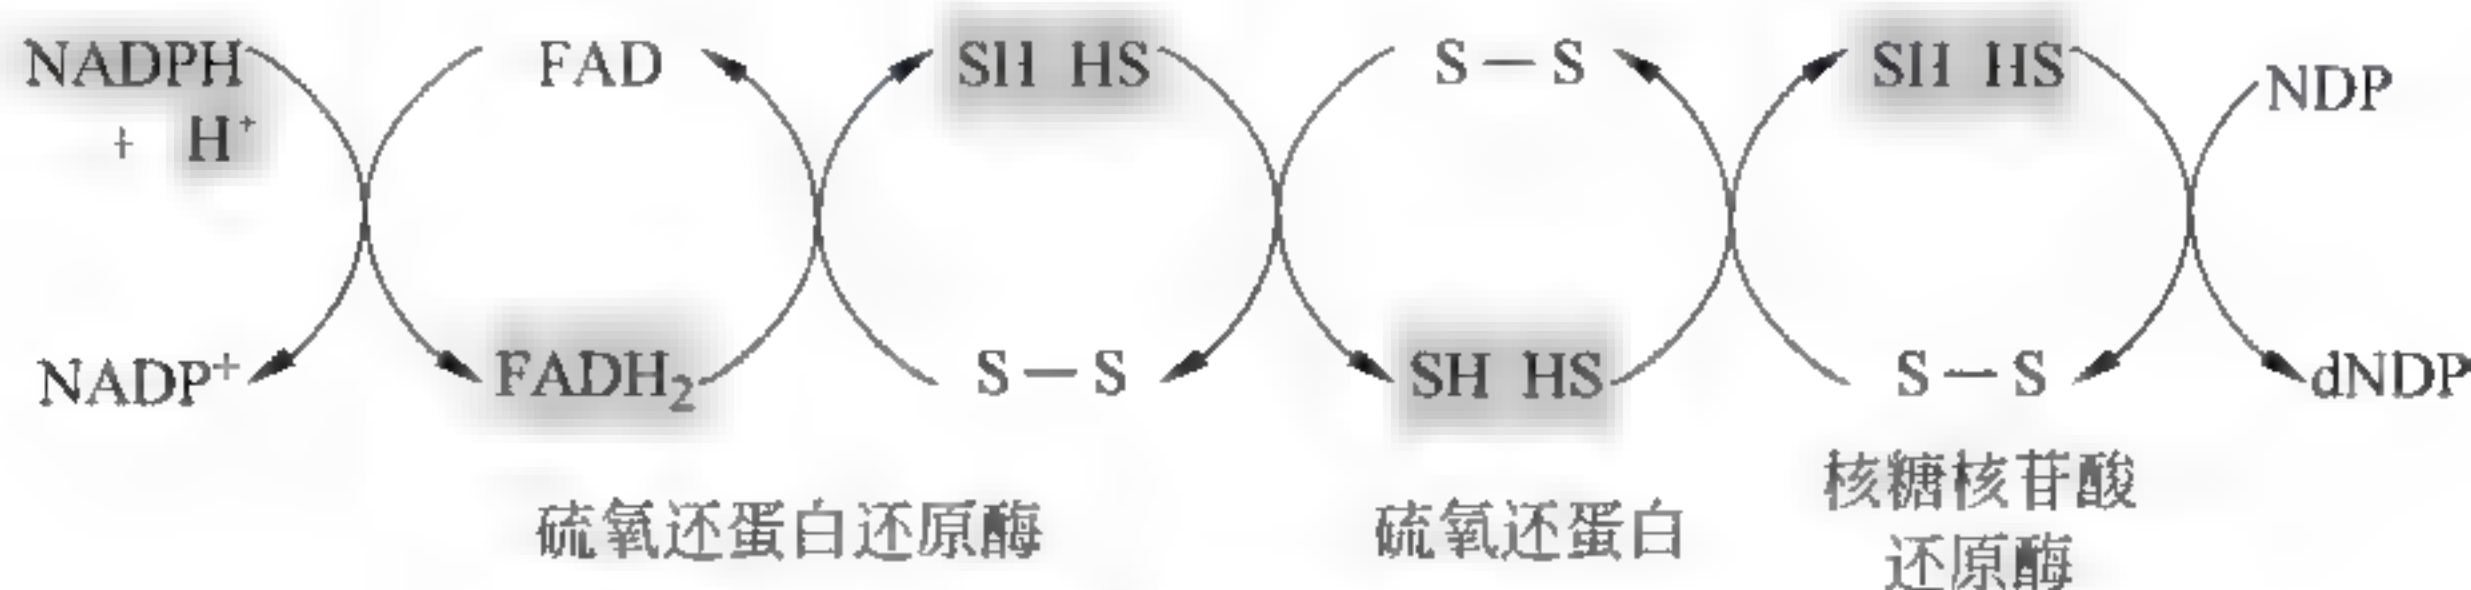 NADPH FAD SH HS S—S SH HS NDP
+ H⁺
NADP⁺ FADH₂ S—S SH HS S—S dNDP
硫氧还蛋白还原酶 硫氧还蛋白 核糖核苷酸
还原酶